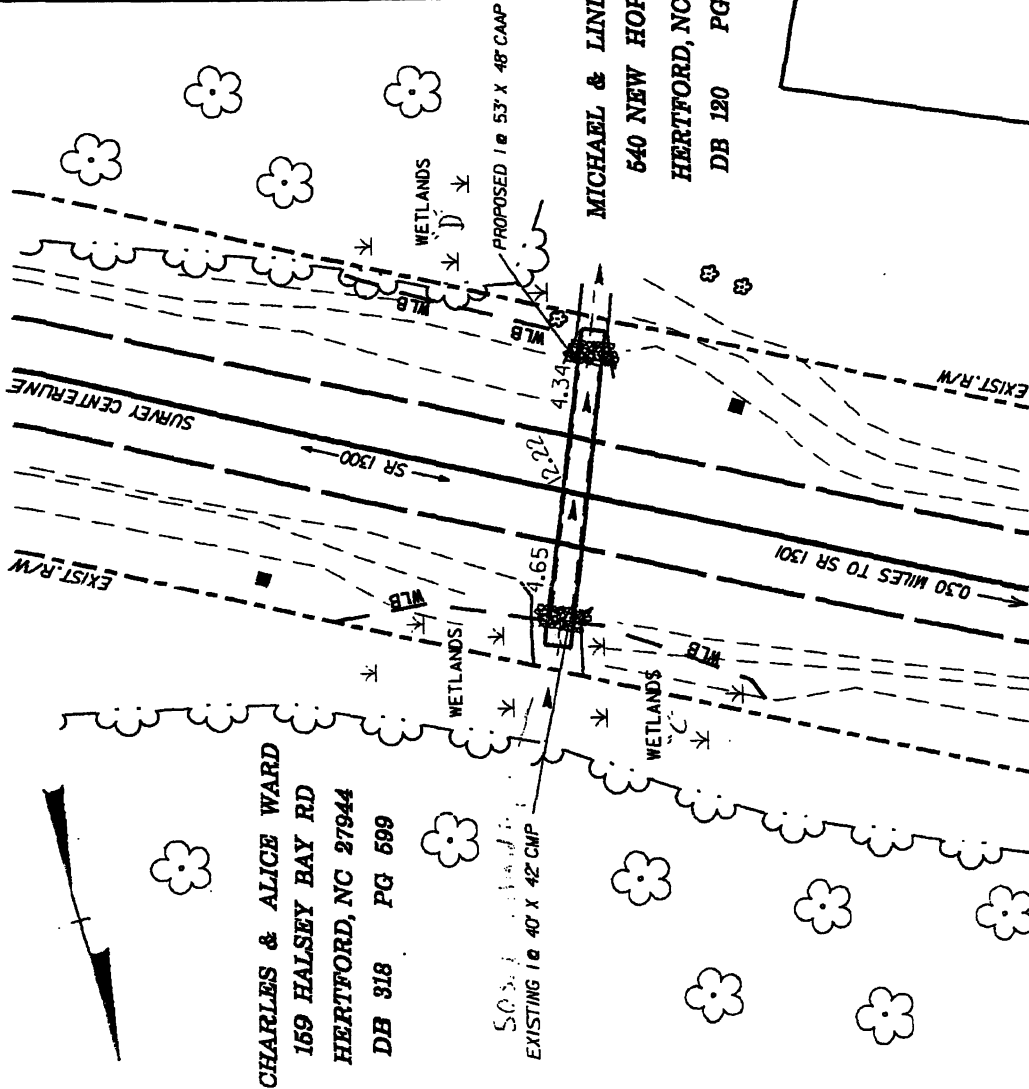 PROPOSED 1 @ 53' X 48" CAAP
MICHAEL & 
540 NEW
HERTFORD, NC
DB 120 PG
WETLANDS
D
WLB
WLB
SURVEY CENTERLINE
SR 1300
4.34
2.22
4.65
EXIST. R/W
EXIST. R/W
WLB
WETLANDS
0.30 MILES TO SR 1301
WLB
WETLANDS
C
CHARLES & ALICE WARD
159 HALSEY BAY RD
HERTFORD, NC 27944
DB 318 PG 599
EXISTING 1 @ 40' X 42" CMP